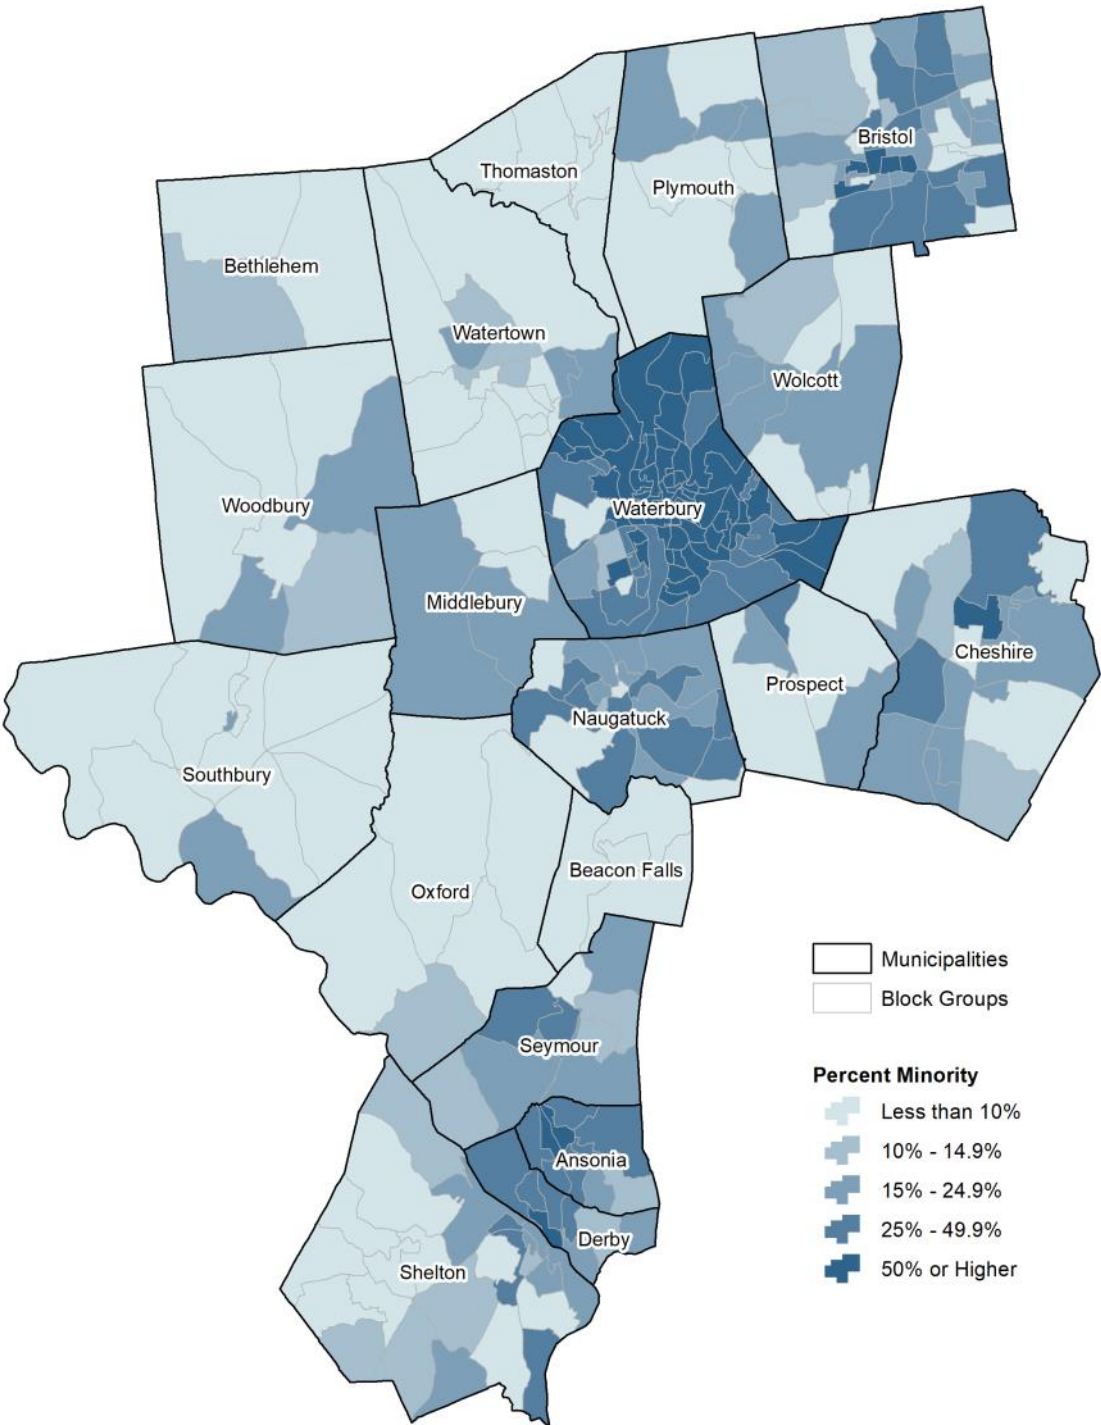 Bristol
Thomaston
Plymouth
Bethlehem
Watertown
Wolcott
Woodbury
Waterbury
Middlebury
Cheshire
Prospect
Naugatuck
Southbury
Beacon Falls
Oxford
Municipalities
Block Groups
Seymour
Percent Minority
Less than 10%
10% - 14.9%
Ansonia
15% - 24.9%
25% - 49.9%
Derby
50% or Higher
Shelton